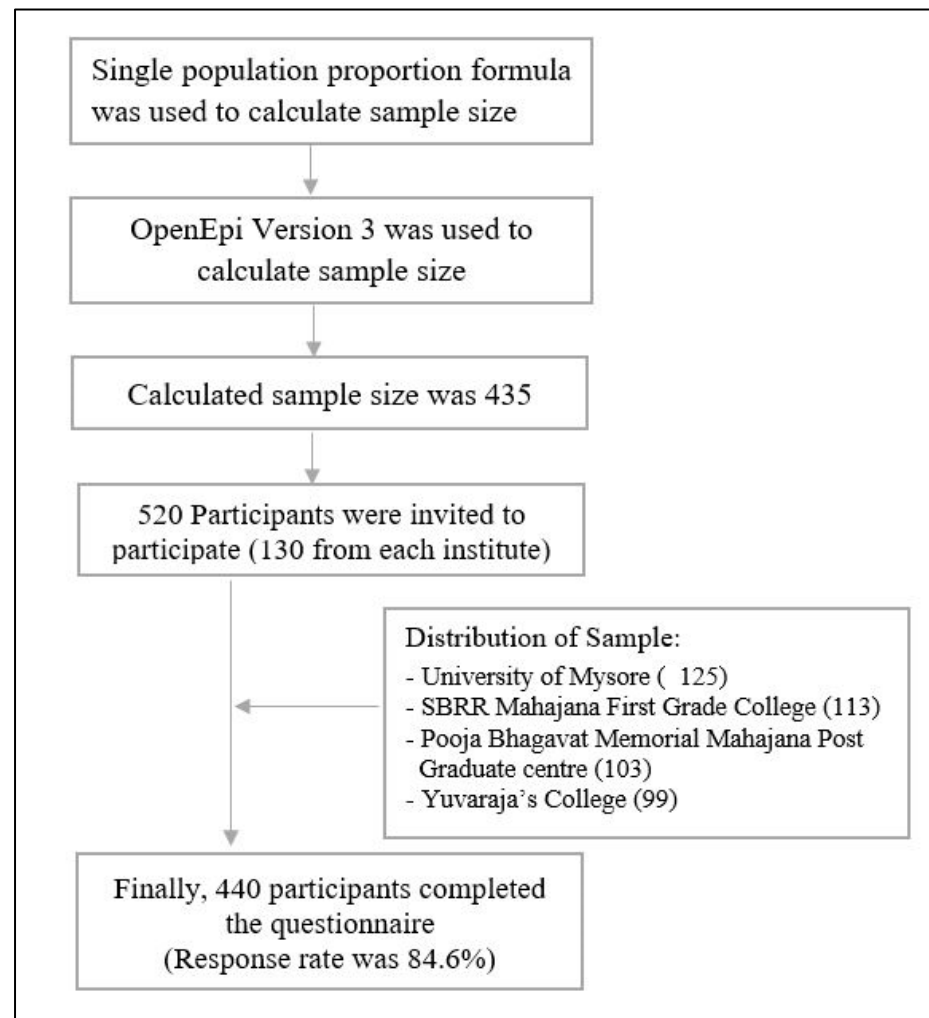 Single population proportion formula
was used to calculate sample size
OpenEpi Version 3 was used to
calculate sample size
Calculated sample size was 435
520 Participants were invited to
participate (130 from each institute)
Distribution of Sample:
- University of Mysore (  125)
- SBRR Mahajana First Grade College (113)
- Pooja Bhagavat Memorial Mahajana Post
Graduate centre (103)
- Yuvaraja’s College (99)
Finally, 440 participants completed
the questionnaire
(Response rate was 84.6%)